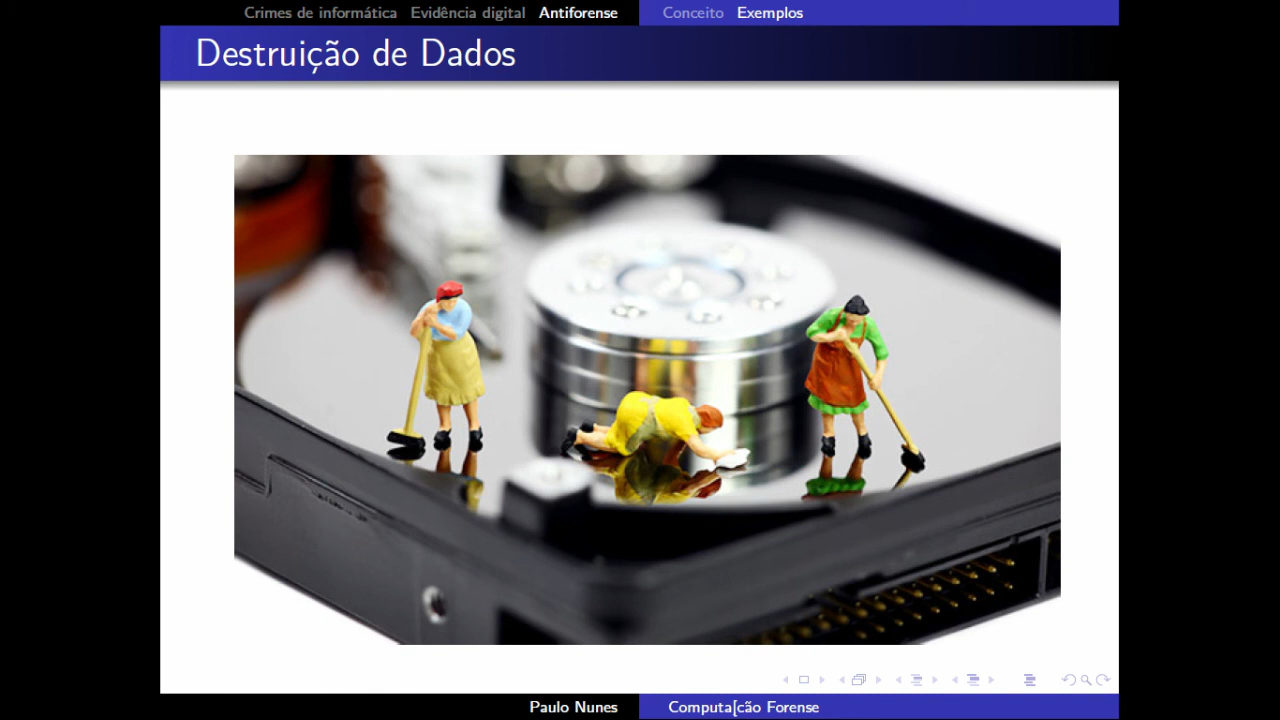 Crimes de informática Evidência digital Antiforense Conceito Exemplos
Destruição de Dados
Paulo Nunes Computa[cão Forense